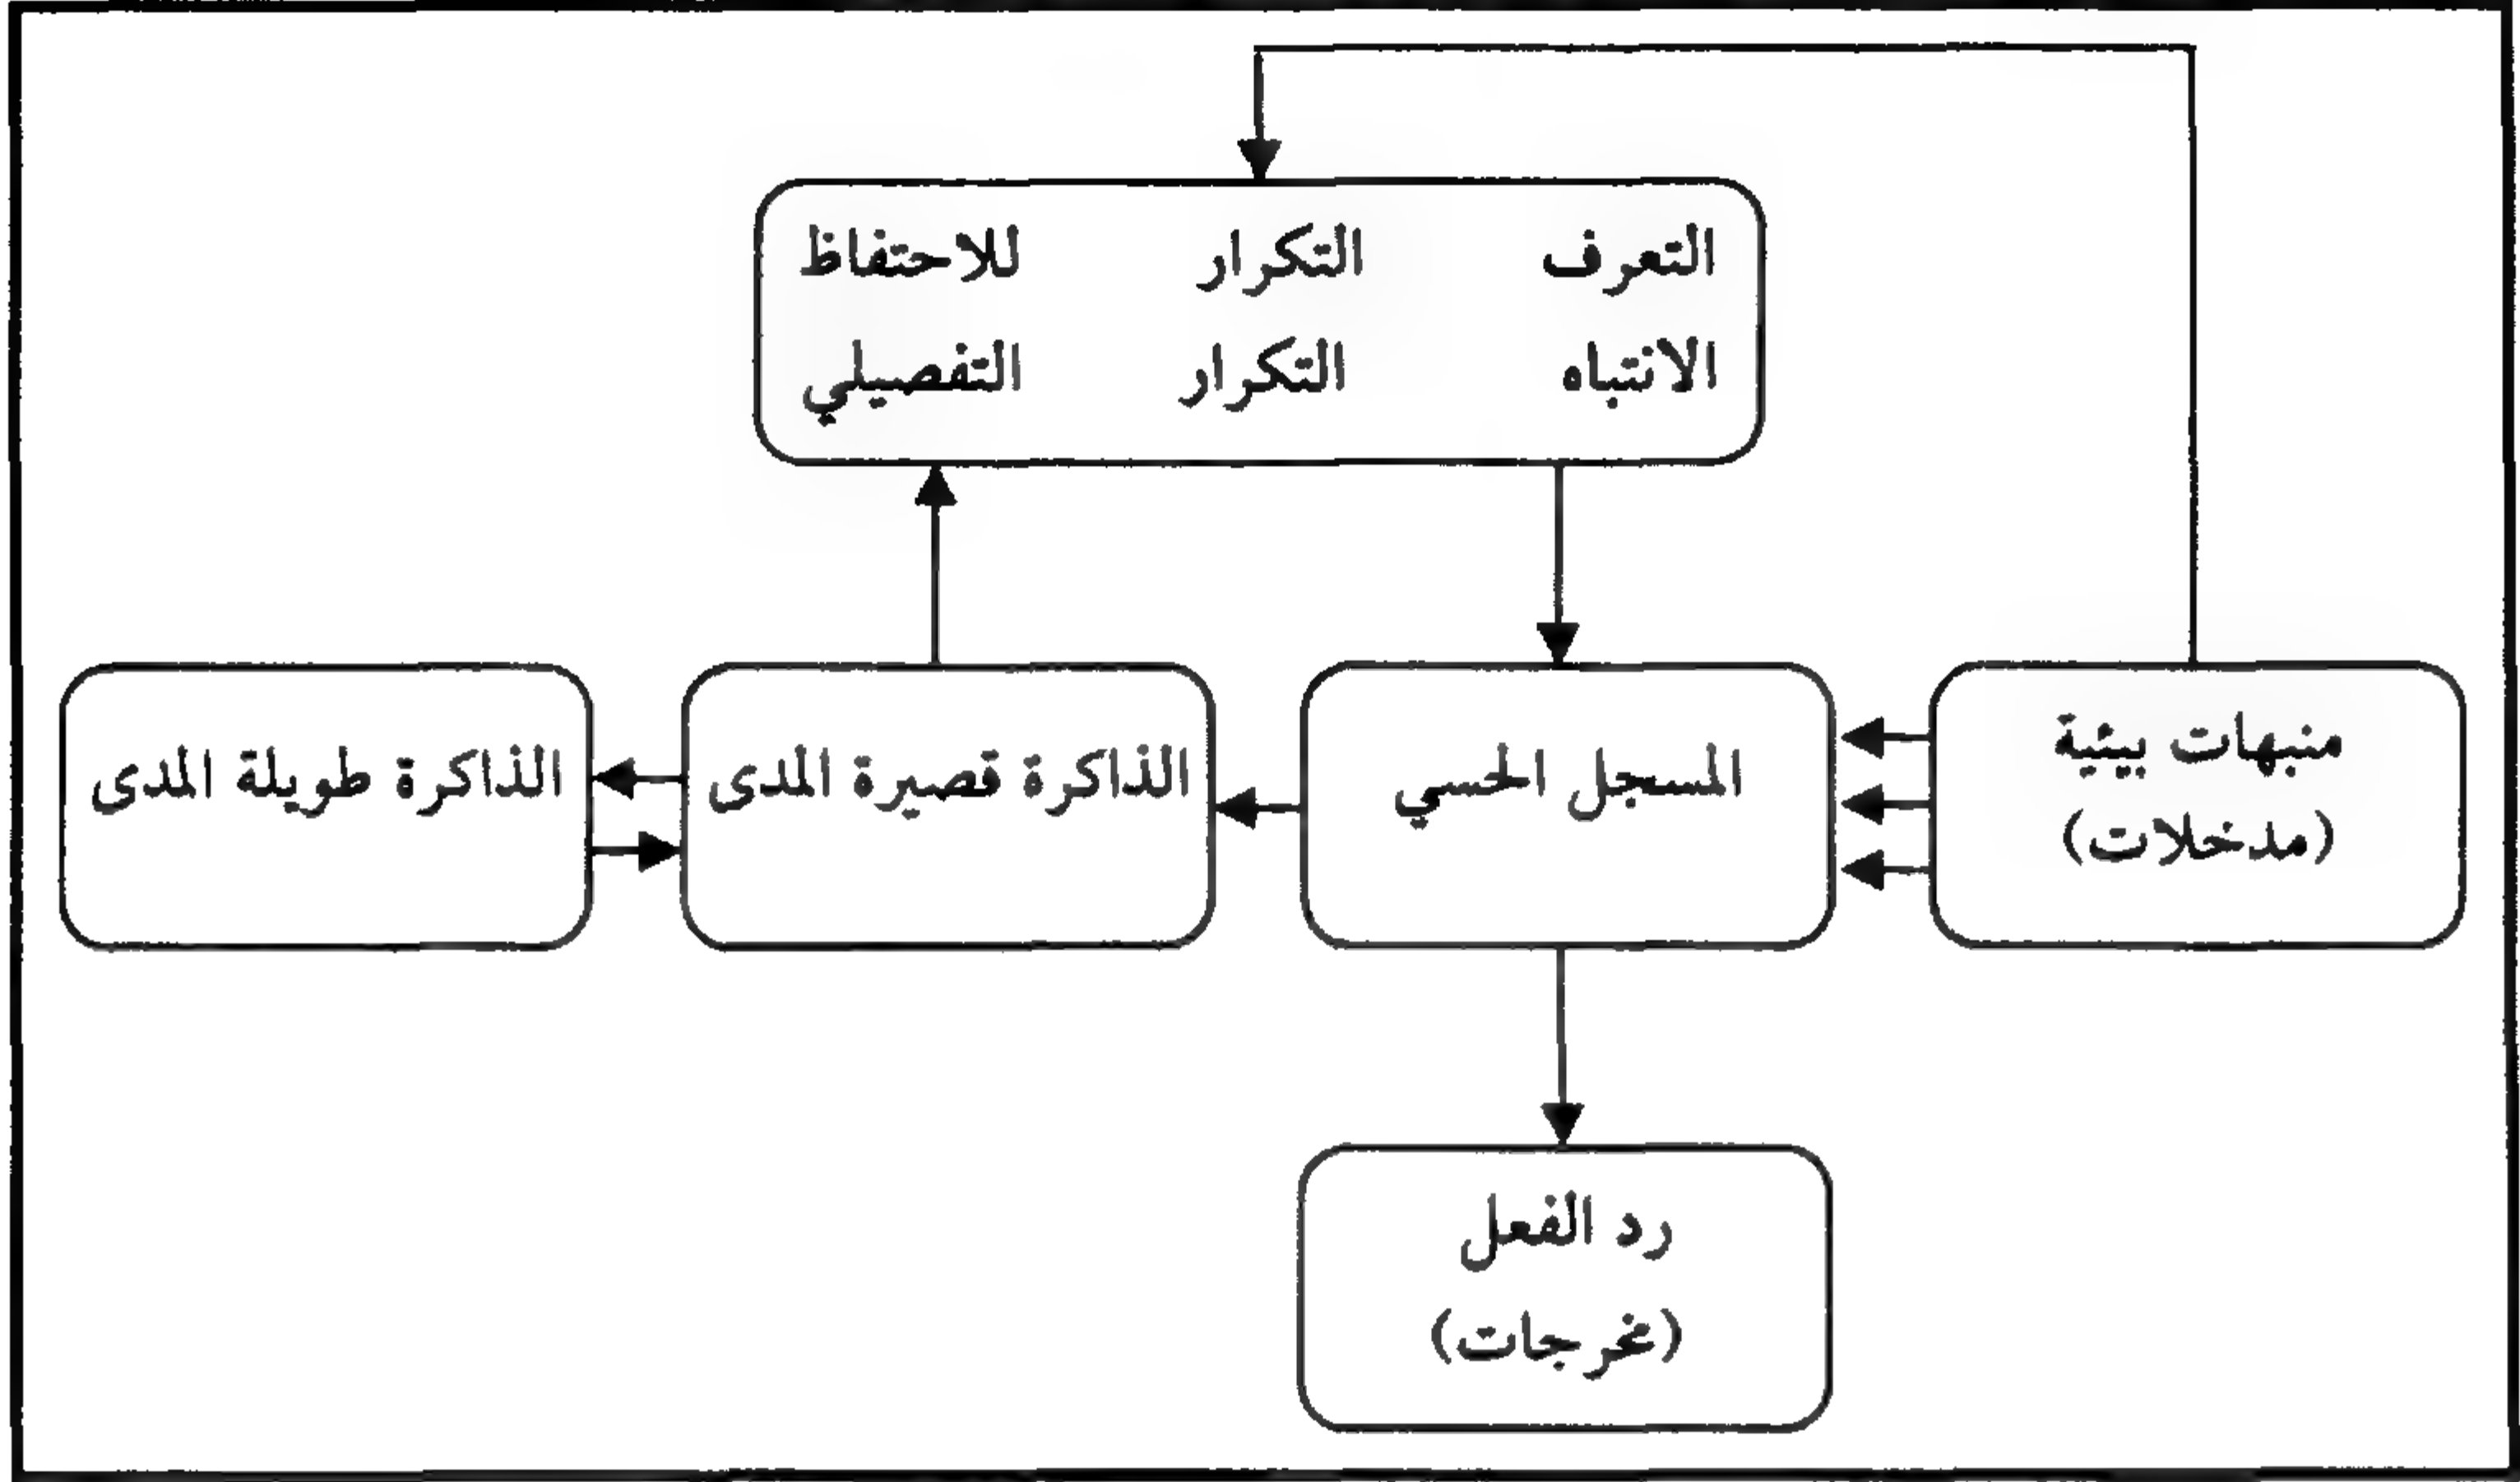 التعرف التكرار للاحتفاظ
الانتباه التكرار التفصيلي
منبهات بيئية
(مدخلات)
المسجل الحسي
الذاكرة قصيرة المدى
الذاكرة طويلة المدى
رد الفعل
(مخرجات)